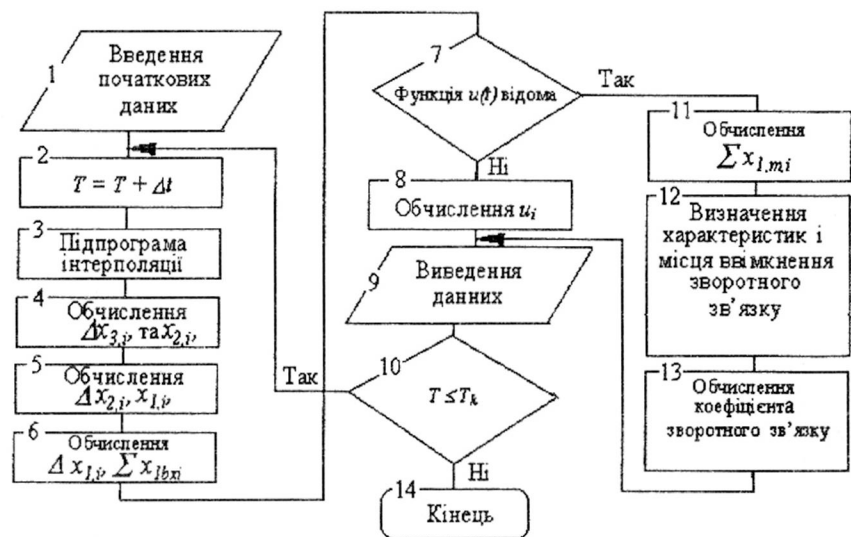 1
Введення
початкових
даних
2
T = T + Δt
3
Підпрограма
інтерполяції
4
Обчислення
Δx3,i, та x2,i,
5
Обчислення
Δx2,i, x1,i,
6
Обчислення
Δ x1,i, ∑ x1bxi
7
Функція u(t) відома
Так
Ні
8
Обчислення ui
9
Виведення
данних
10
T ≤ Tk
Так
Ні
14
Кінець
11
Обчислення
∑ x1,mi
12
Визначення
характеристик і
місця ввімкнення
зворотного
зв’язку
13
Обчислення
коефіцієнта
зворотного зв’язку